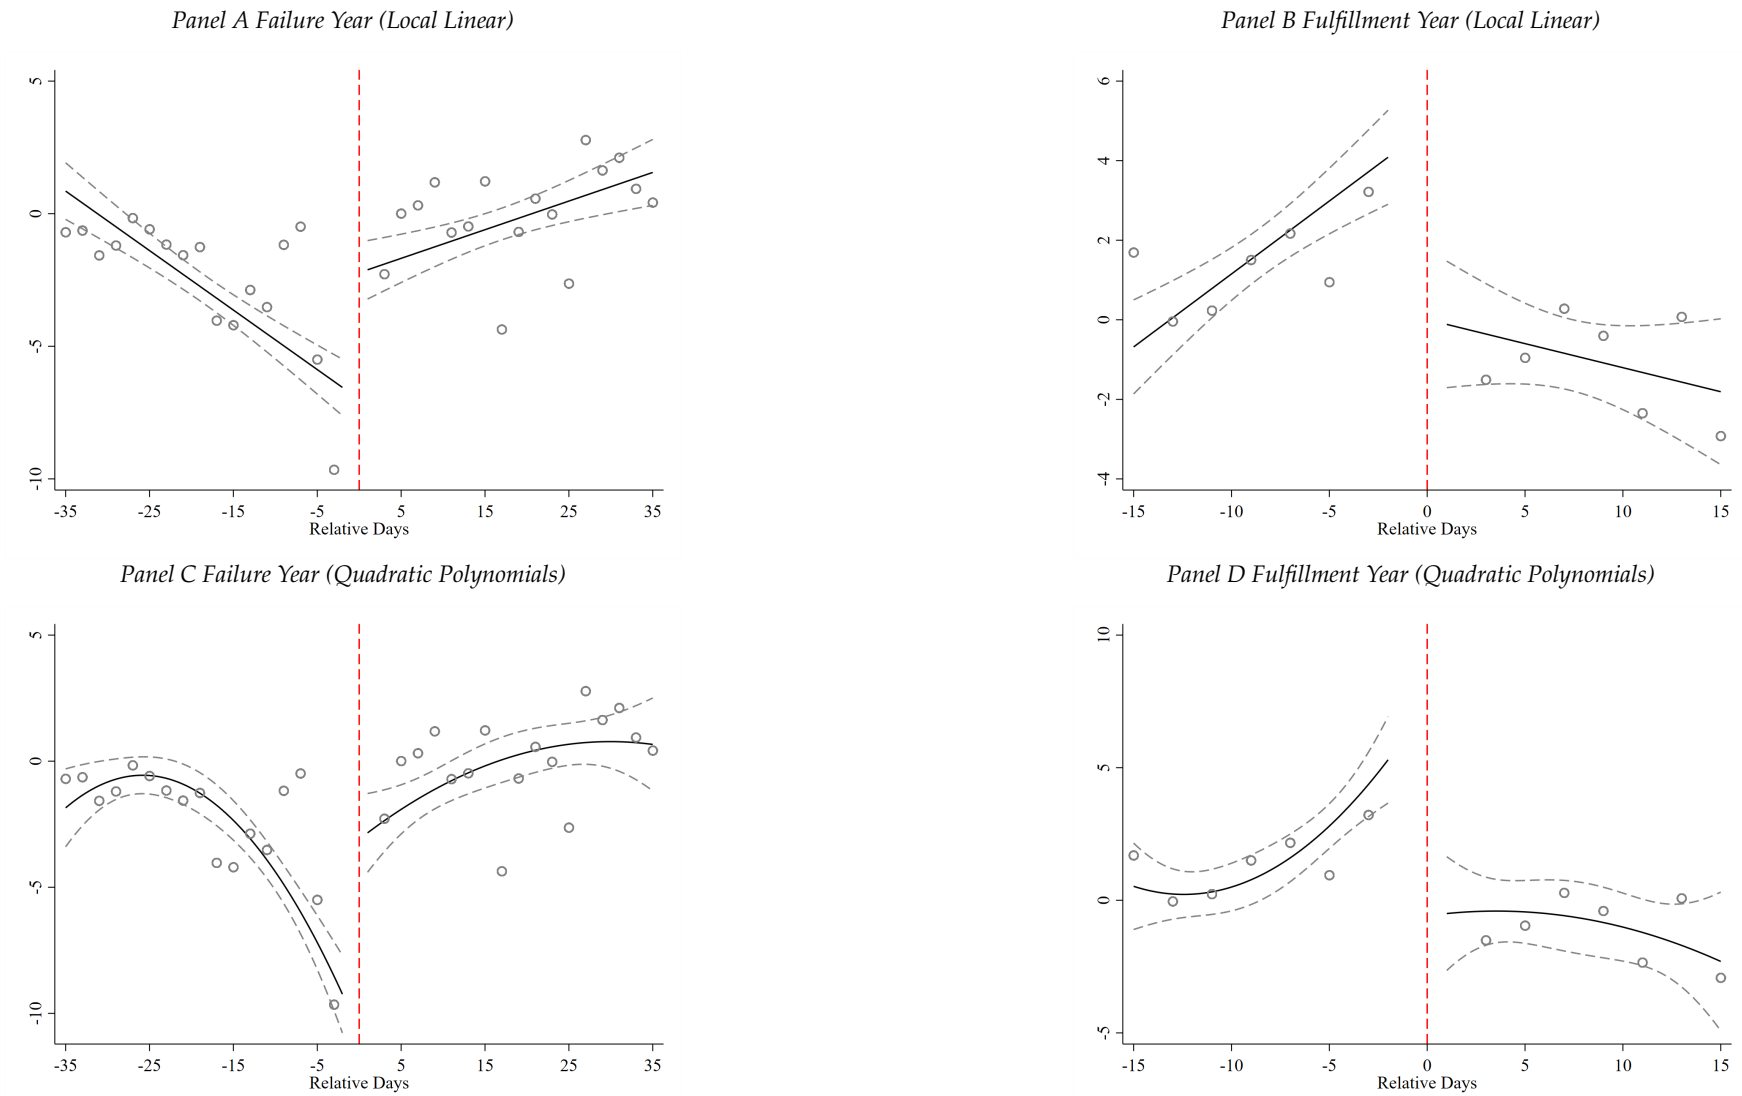 Panel A Failure Year (Local Linear)
5
0
-5
-10
-35 -25 -15 -5 5 15 25 35
Relative Days
Panel B Fulfillment Year (Local Linear)
6
4
2
0
-2
-4
-15 -10 -5 0 5 10 15
Relative Days
Panel C Failure Year (Quadratic Polynomials)
5
0
-5
-10
-35 -25 -15 -5 5 15 25 35
Relative Days
Panel D Fulfillment Year (Quadratic Polynomials)
10
5
0
-5
-15 -10 -5 0 5 10 15
Relative Days